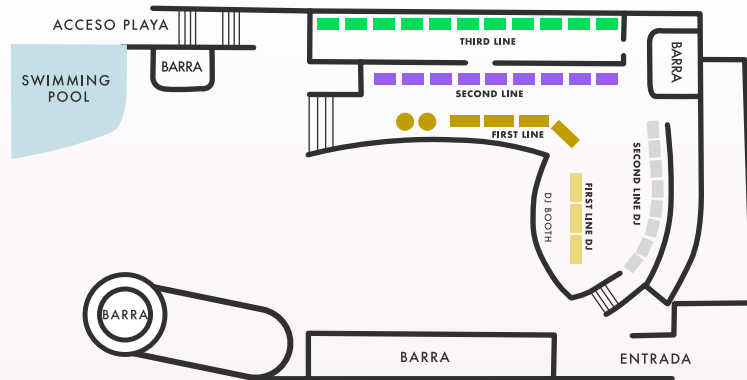 ACCESO PLAYA
THIRD LINE
BARRA
BARRA
SWIMMING
POOL
SECOND LINE
FIRST LINE
SECOND LINE DJ
FIRST LINE DJ
DJ BOOTH
BARRA
BARRA
ENTRADA